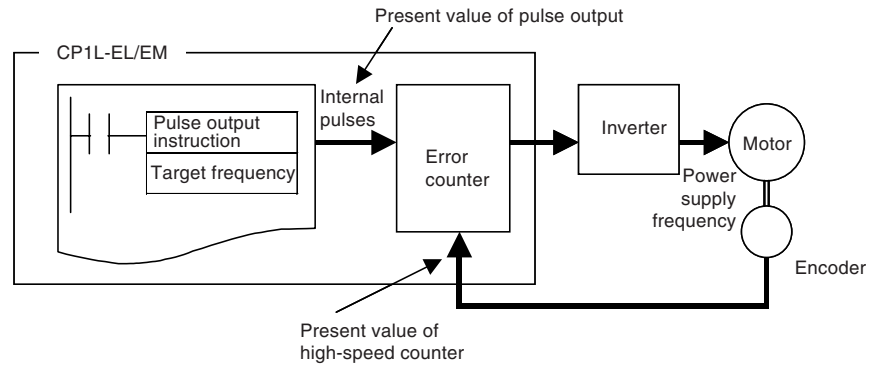 Present value of pulse output
CP1L-EL/EM
Internal
pulses
Pulse output
instruction
Target frequency
Error
counter
Inverter
Motor
Power
supply
frequency
Encoder
Present value of
high-speed counter